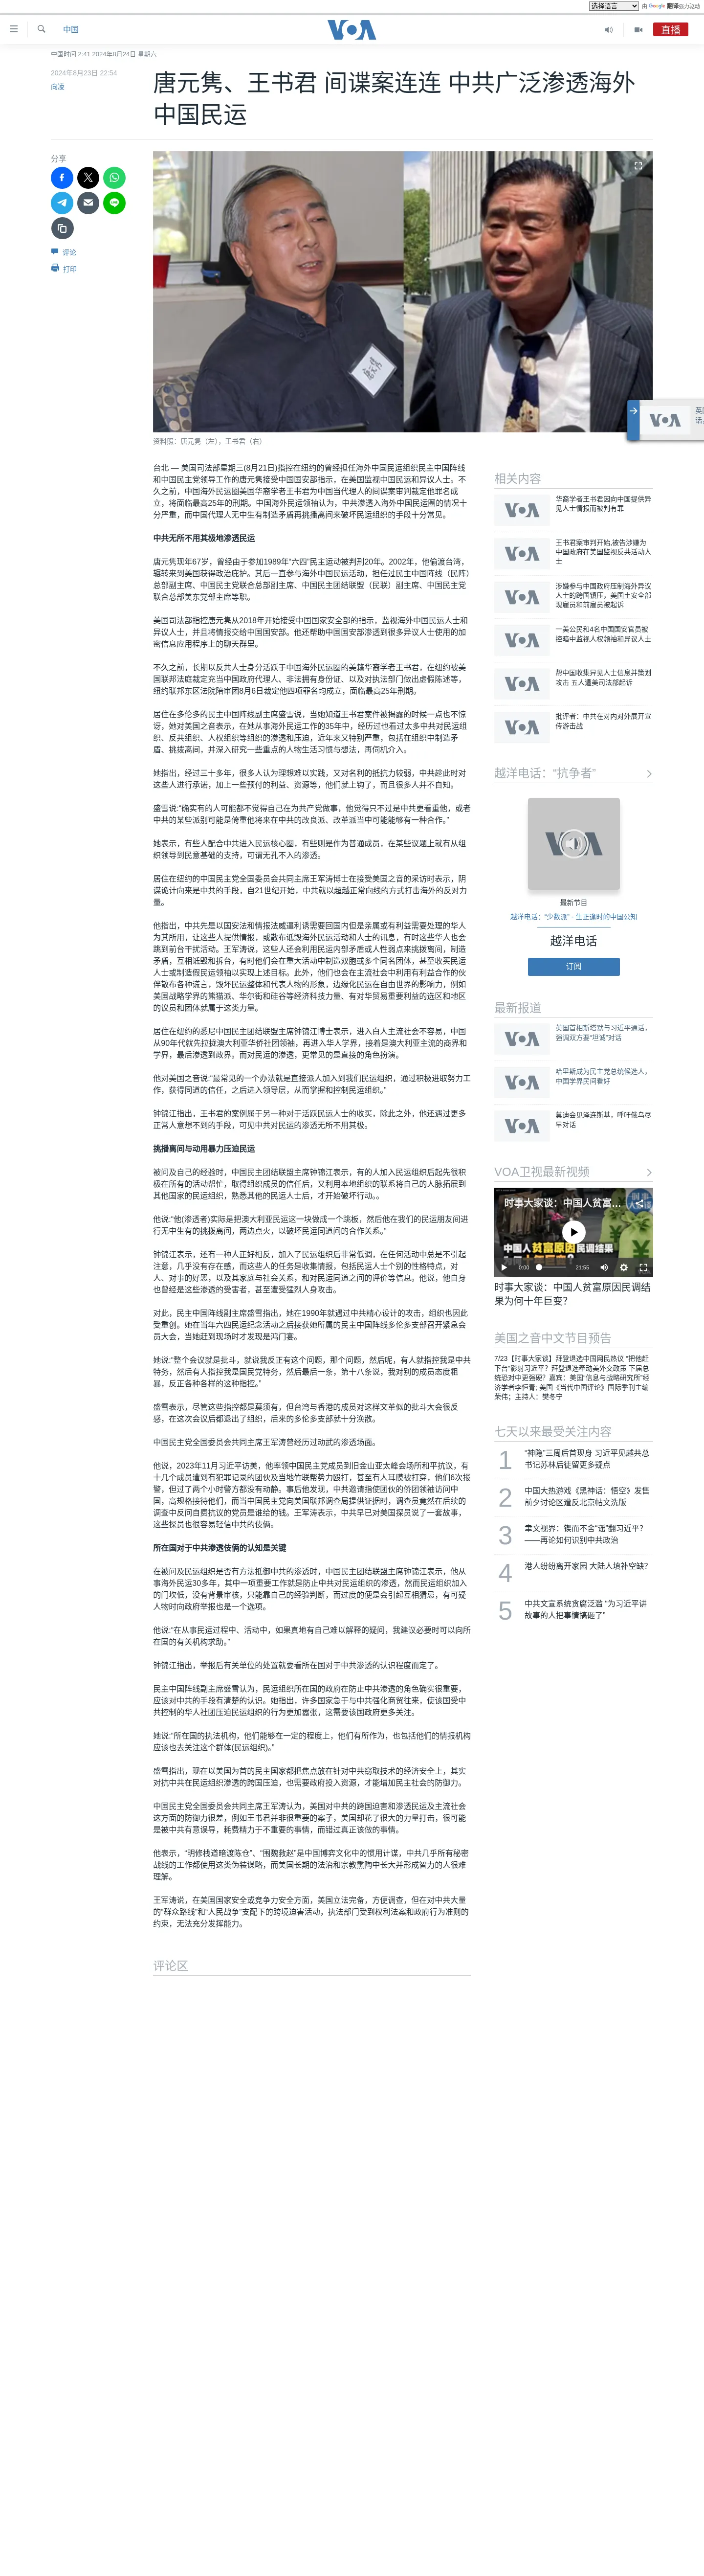 选择语言
由 Google 翻译强力驱动
中国
VOA
直播
中国时间 2:41 2024年8月24日 星期六
2024年8月23日 22:54
向凌
唐元隽、王书君 间谍案连连 中共广泛渗透海外
中国民运
分享
评论
打印
资料照：唐元隽（左），王书君（右）
台北 — 美国司法部星期三(8月21日)指控在纽约的曾经担任海外中国民运组织民主中国阵线
和中国民主党领导工作的唐元隽接受中国国安部指示，在美国监视中国民运和异议人士。不
久之前，中国海外民运圈美国华裔学者王书君为中国当代理人的间谍案审判裁定他罪名成
立，将面临最高25年的刑期。中国海外民运领袖认为，中共渗透入海外中国民运圈的情况十
分严重，而中国代理人无中生有制造矛盾再挑播离间来破坏民运组织的手段十分常见。
中共无所不用其极地渗透民运
唐元隽现年67岁，曾经由于参加1989年“六四”民主运动被判刑20年。2002年，他偷渡台湾，
辗转来到美国获得政治庇护。其后一直参与海外中国民运活动，担任过民主中国阵线（民阵）
总部副主席、中国民主党联合总部副主席、中国民主团结联盟（民联）副主席、中国民主党
联合总部美东党部主席等职。
美国司法部指控唐元隽从2018年开始接受中国国家安全部的指示，监视海外中国民运人士和
异议人士，并且将情报交给中国国安部。他还帮助中国国安部渗透到很多异议人士使用的加
密信息应用程序上的聊天群里。
不久之前，长期以反共人士身分活跃于中国海外民运圈的美籍华裔学者王书君，在纽约被美
国联邦法庭裁定充当中国政府代理人、非法拥有身份证、以及对执法部门做出虚假陈述等，
纽约联邦东区法院陪审团8月6日裁定他四项罪名均成立，面临最高25年刑期。
居住在多伦多的民主中国阵线副主席盛雪说，当她知道王书君案件被揭露的时候一点也不惊
讶，她对美国之音表示，在她从事海外民运工作的35年中，经历过也看过太多中共对民运组
织、反共组织、人权组织等组织的渗透和压迫，近年来又特别严重，包括在组织中制造矛
盾、挑拨离间，并深入研究一些重点的人物生活习惯与想法，再伺机介入。
她指出，经过三十多年，很多人认为理想难以实践，又对名利的抵抗力较弱，中共趁此时对
这些人进行承诺，加上一些预付的利益、资源等，他们就上钩了，而且很多人并不自知。
盛雪说:“确实有的人可能都不觉得自己在为共产党做事，他觉得只不过是中共更看重他，或者
中共的某些派别可能是倚重他将来在中共的改良派、改革派当中可能能够有一种合作。”
她表示，有些人配合中共进入民运核心圈，有些则是作为普通成员，在某些议题上就有从组
织领导到民意基础的支持，可谓无孔不入的渗透。
居住在纽约的中国民主党全国委员会共同主席王军涛博士在接受美国之音的采访时表示，阴
谋诡计向来是中共的手段，自21世纪开始，中共就以超越正常向线的方式打击海外的反对力
量。
他指出，中共先是以国安法和情报法威逼利诱需要回国内但是亲属或有利益需要处理的华人
为其所用，让这些人提供情报，或散布诋毁海外民运活动和人士的讯息，有时这些华人也会
跳到前台干扰活动。王军涛说，这些人还会利用民运内部矛盾或人性弱点来挑拨离间，制造
矛盾，互相诋毁和拆台，有时他们会在重大活动中制造双胞或多个同名团体，甚至收买民运
人士或制造假民运领袖以实现上述目标。此外，他们也会在主流社会中利用有利益合作的伙
伴散布各种谎言，毁坏民运整体和代表人物的形象，边缘化民运在自由世界的影响力，例如
美国战略学界的熊猫派、华尔街和硅谷等经济科技力量、有对华贸易重要利益的选区和地区
的议员和团体就属于这类力量。
居住在纽约的悉尼中国民主团结联盟主席钟锦江博士表示，进入白人主流社会不容易，中国
从90年代就先拉拢澳大利亚华侨社团领袖，再进入华人学界，接着是澳大利亚主流的商界和
学界，最后渗透到政界。而对民运的渗透，更常见的是直接的角色扮演。
他对美国之音说:“最常见的一个办法就是直接派人加入到我们民运组织，通过积极进取努力工
作，获得同道的信任，之后进入领导层，从而掌握和控制民运组织。”
钟锦江指出，王书君的案例属于另一种对于活跃民运人士的收买，除此之外，他还遇过更多
正常人意想不到的手段，可见中共对民运的渗透无所不用其极。
挑播离间与动用暴力压迫民运
被问及自己的经验时，中国民主团结联盟主席钟锦江表示，有的人加入民运组织后起先很积
极在所有的活动帮忙，取得组织成员的信任后，又利用本地组织的联系将自己的人脉拓展到
其他国家的民运组织，熟悉其他的民运人士后，才开始破坏行动。。
他说:“他(渗透者)实际是把澳大利亚民运这一块做成一个跳板，然后他在我们的民运朋友间进
行无中生有的挑拨离间，两边点火，以破坏民运同道间的合作关系。”
钟锦江表示，还有一种人正好相反，加入了民运组织后非常低调，在任何活动中总是不引起
注意，几乎没有存在感，而这些人的任务是收集情报，包括民运人士个别的性格特点，对
人、对事的好恶，以及其家庭与社会关系，和对民运同道之间的评价等信息。他说，他自身
也曾经是这些渗透的受害者，甚至遭受猛烈人身攻击。
对此，民主中国阵线副主席盛雪指出，她在1990年就遇过中共精心设计的攻击，组织也因此
受重创。她在当年六四民运纪念活动之后接获她所属的民主中国阵线多伦多支部召开紧急会
员大会，当她赶到现场时才发现是鸿门宴。
她说:“整个会议就是批斗，就说我反正有这个问题，那个问题，然后呢，有人就指控我是中共
特务，然后有人指控我是国民党特务，然后最后一条，第十八条说，我对别的成员态度粗
暴，反正各种各样的这种指控。”
盛雪表示，尽管这些指控都是莫须有，但台湾与香港的成员对这样文革似的批斗大会很反
感，在这次会议后都退出了组织，后来的多伦多支部就十分涣散。
中国民主党全国委员会共同主席王军涛曾经历过动武的渗透场面。
他说，2023年11月习近平访美，他率领中国民主党成员到旧金山亚太峰会场所和平抗议，有
十几个成员遭到有犯罪记录的团伙及当地竹联帮势力殴打，甚至有人耳膜被打穿，他们6次报
警，但过了两个小时警方都没有动静。事后他发现，中共邀请指使团伙的侨团领袖访问中
国，高规格接待他们，而当中国民主党向美国联邦调查局提供证据时，调查员竟然在后续的
调查中反问自费抗议的党员是谁给的钱。王军涛表示，中共早已对美国探员说了一套故事，
这些探员也很容易轻信中共的伎俩。
所在国对于中共渗透伎俩的认知是关键
在被问及民运组织是否有方法抵御中共的渗透时，中国民主团结联盟主席钟锦江表示，他从
事海外民运30多年，其中一项重要工作就是防止中共对民运组织的渗透，然而民运组织加入
的门坎低，没有背景审核，只能靠自己的经验判断，而过度的便是会引起互相猜忌，有可疑
人物时向政府举报也是一个选项。
他说:“在从事民运过程中、活动中，如果真地有自己难以解释的疑问，我建议必要时可以向所
在国的有关机构求助。”
钟锦江指出，举报后有关单位的处置就要看所在国对于中共渗透的认识程度而定了。
民主中国阵线副主席盛雪认为，民运组织所在国的政府在防止中共渗透的角色确实很重要，
应该对中共的手段有清楚的认识。她指出，许多国家急于与中共强化商贸往来，使该国受中
共控制的华人社团压迫民运组织的行为更加嚣张，这需要该国政府更多关注。
她说:“所在国的执法机构，他们能够在一定的程度上，他们有所作为，也包括他们的情报机构
应该也去关注这个群体(民运组织)。”
盛雪指出，现在以美国为首的民主国家都把焦点放在针对中共窃取技术的经济安全上，其实
对抗中共在民运组织渗透的跨国压迫，也需要政府投入资源，才能增加民主社会的防御力。
中国民主党全国委员会共同主席王军涛认为，美国对中共的跨国迫害和渗透民运及主流社会
这方面的防御力很差，例如王书君并非很重要的案子，美国却花了很大的力量打击，很可能
是被中共有意误导，耗费精力于不重要的事情，而错过真正该做的事情。
他表示，“明修栈道暗渡陈仓”、“围魏救赵”是中国博弈文化中的惯用计谋，中共几乎所有秘密
战线的工作都使用这类伪装谋略，而美国长期的法治和宗教熏陶中长大并形成智力的人很难
理解。
王军涛说，在美国国家安全或竞争力安全方面，美国立法完备，方便调查，但在对中共大量
的“群众路线”和“人民战争”支配下的跨境迫害活动，执法部门受到权利法案和政府行为准则的
约束，无法充分发挥能力。
评论区
英国
话，
相关内容
华裔学者王书君因向中国提供异
见人士情报而被判有罪
王书君案审判开始,被告涉嫌为
中国政府在美国监视反共活动人
士
涉嫌参与中国政府压制海外异议
人士的跨国镇压，美国土安全部
现雇员和前雇员被起诉
一美公民和4名中国国安官员被
控暗中监视人权领袖和异议人士
帮中国收集异见人士信息并策划
攻击 五人遭美司法部起诉
批评者：中共在对内对外展开宣
传游击战
越洋电话：“抗争者”
最新节目
越洋电话：“少数派” - 生正逢时的中国公知
越洋电话
订阅
最新报道
英国首相斯塔默与习近平通话，
强调双方要“坦诚”对话
哈里斯成为民主党总统候选人，
中国学界民间看好
莫迪会见泽连斯基，呼吁俄乌尽
早对话
VOA卫视最新视频
时事大家谈：中国人贫富…
中国人贫富原因民调结果
0:00
21:55
时事大家谈：中国人贫富原因民调结
果为何十年巨变?
美国之音中文节目预告
7/23【时事大家谈】拜登退选中国网民热议 “把他赶
下台”影射习近平？拜登退选牵动美外交政策 下届总
统恐对中更强硬？嘉宾：美国“信息与战略研究所”经
济学者李恒青; 美国《当代中国评论》国际季刊主编
荣伟；主持人：樊冬宁
七天以来最受关注内容
1
“神隐”三周后首现身 习近平见越共总
书记苏林后徒留更多疑点
2
中国大热游戏《黑神话：悟空》发售
前夕讨论区遭反北京帖文洗版
3
聿文视界：锲而不舍“谣”翻习近平?
——再论如何识别中共政治
4
港人纷纷离开家园 大陆人填补空缺?
5
中共文宣系统贪腐泛滥 “为习近平讲
故事的人把事情搞砸了”